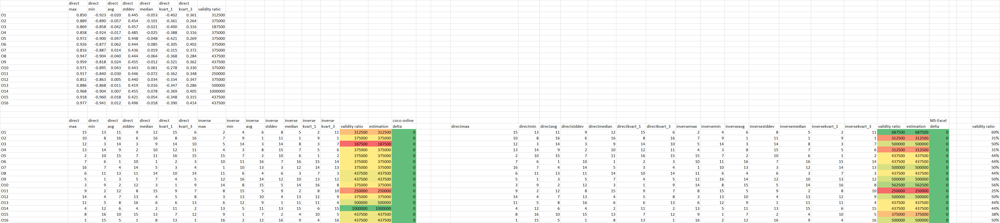 direct direct direct direct direct direct direct
max min avg stddev median kvart_1 kvart_3 validity ratio
O1 0.850 -0.923 -0.020 0.445 -0.053 -0.402 0.361 312500
O2 0.889 -0.890 -0.057 0.454 -0.101 -0.361 0.264 375000
O3 0.869 -0.858 -0.042 0.457 -0.021 -0.400 0.316 187500
O4 0.858 -0.924 -0.017 0.485 -0.025 -0.388 0.316 375000
O5 0.972 -0.900 -0.047 0.448 -0.048 -0.421 0.269 375000
O6 0.926 -0.877 0.062 0.444 0.085 -0.305 0.402 375000
O7 0.816 -0.887 0.014 0.436 0.019 -0.315 0.372 375000
O8 0.947 -0.904 -0.040 0.444 -0.064 -0.368 0.284 437500
O9 0.959 -0.818 0.024 0.455 -0.012 -0.321 0.362 437500
O10 0.971 -0.895 0.043 0.443 0.061 -0.278 0.330 375000
O11 0.917 -0.840 -0.030 0.446 -0.072 -0.362 0.348 250000
O12 0.852 -0.863 0.005 0.440 0.034 -0.334 0.347 375000
O13 0.886 -0.868 -0.011 0.419 0.016 -0.347 0.286 500000
O14 0.968 -0.904 0.007 0.455 0.078 -0.369 0.405 1000000
O15 0.918 -0.960 -0.018 0.421 -0.054 -0.348 0.315 437500
O16 0.977 -0.941 0.012 0.496 -0.018 -0.390 0.414 437500
direct direct direct direct direct direct direct inverse inverse inverse inverse inverse inverse inverse coco online MS-Excel
max min avg stddev median kvart_1 kvart_3 max min avg stddev median kvart_1 kvart_3 validity ratio estimation delta directmax directmin directavg directstddev directmedian directkvart_1 directkvart_3 inversemax inversemin inverseavg inversestddev inversemedian inversekvart_1 inversekvart_3 validity ratio estimation delta validity ratio
O1 15 13 11 9 12 15 6 2 4 6 8 5 2 11 312500 312500 0 15 13 11 9 12 15 6 2 4 6 8 5 2 11 687500 687500 0 69%
O2 10 8 16 6 16 8 16 7 9 1 11 1 9 1 375000 375000 0 10 8 16 6 16 8 16 7 9 1 11 1 9 1 312500 312500 0 31%
O3 12 3 14 3 9 14 10 5 14 3 14 8 3 7 187500 187500 0 12 3 14 3 9 14 10 5 14 3 14 8 3 7 500000 500000 0 50%
O4 13 14 9 2 10 12 11 4 3 8 15 7 5 6 375000 375000 0 13 14 9 2 10 12 11 4 3 8 15 7 5 6 312500 312500 0 31%
O5 2 10 15 7 11 16 15 15 7 2 10 6 1 2 375000 375000 0 2 10 15 7 11 16 15 15 7 2 10 6 1 2 437500 437500 0 44%
O6 7 6 1 10 1 2 3 10 11 16 7 16 15 14 375000 375000 0 7 6 1 10 1 2 3 10 11 16 7 16 15 14 437500 437500 0 44%
O7 16 7 4 14 5 3 4 1 10 13 3 12 14 13 375000 375000 0 16 7 4 14 5 3 4 1 10 13 3 12 14 13 500000 500000 0 50%
O8 6 11 13 11 14 10 14 11 6 4 6 3 7 3 437500 437500 0 6 11 13 11 14 10 14 11 6 4 6 3 7 3 437500 437500 0 44%
O9 5 1 3 5 7 4 5 12 16 14 12 10 13 12 437500 437500 0 5 1 3 5 7 4 5 12 16 14 12 10 13 12 500000 500000 0 50%
O10 3 9 2 12 3 1 9 14 8 15 5 14 16 8 375000 375000 0 3 9 2 12 3 1 9 14 8 15 5 14 16 8 562500 562500 0 56%
O11 9 2 12 8 15 9 7 8 15 5 9 2 8 10 250000 250000 0 9 2 12 8 15 9 7 8 15 5 9 2 8 10 250000 250000 0 25%
O12 14 4 7 13 4 5 8 3 13 10 4 13 12 9 375000 375000 0 14 4 7 13 4 5 8 3 13 10 4 13 12 9 500000 500000 0 50%
O13 11 5 8 16 6 6 13 6 12 9 1 11 11 4 500000 500000 0 11 5 8 16 6 6 13 6 12 9 1 11 11 4 437500 437500 0 44%
O14 4 12 6 4 2 11 2 13 5 11 13 15 6 15 1000000 1000000 0 4 12 6 4 2 11 2 13 5 11 13 15 6 15 437500 437500 0 44%
O15 8 16 10 15 13 7 12 9 1 7 2 4 10 5 437500 437500 0 8 16 10 15 13 7 12 9 1 7 2 4 10 5 375000 375000 0 38%
O16 1 15 5 1 8 13 1 16 2 12 16 9 4 16 437500 437500 0 1 15 5 1 8 13 1 16 2 12 16 9 4 16 500000 500000 0 50%